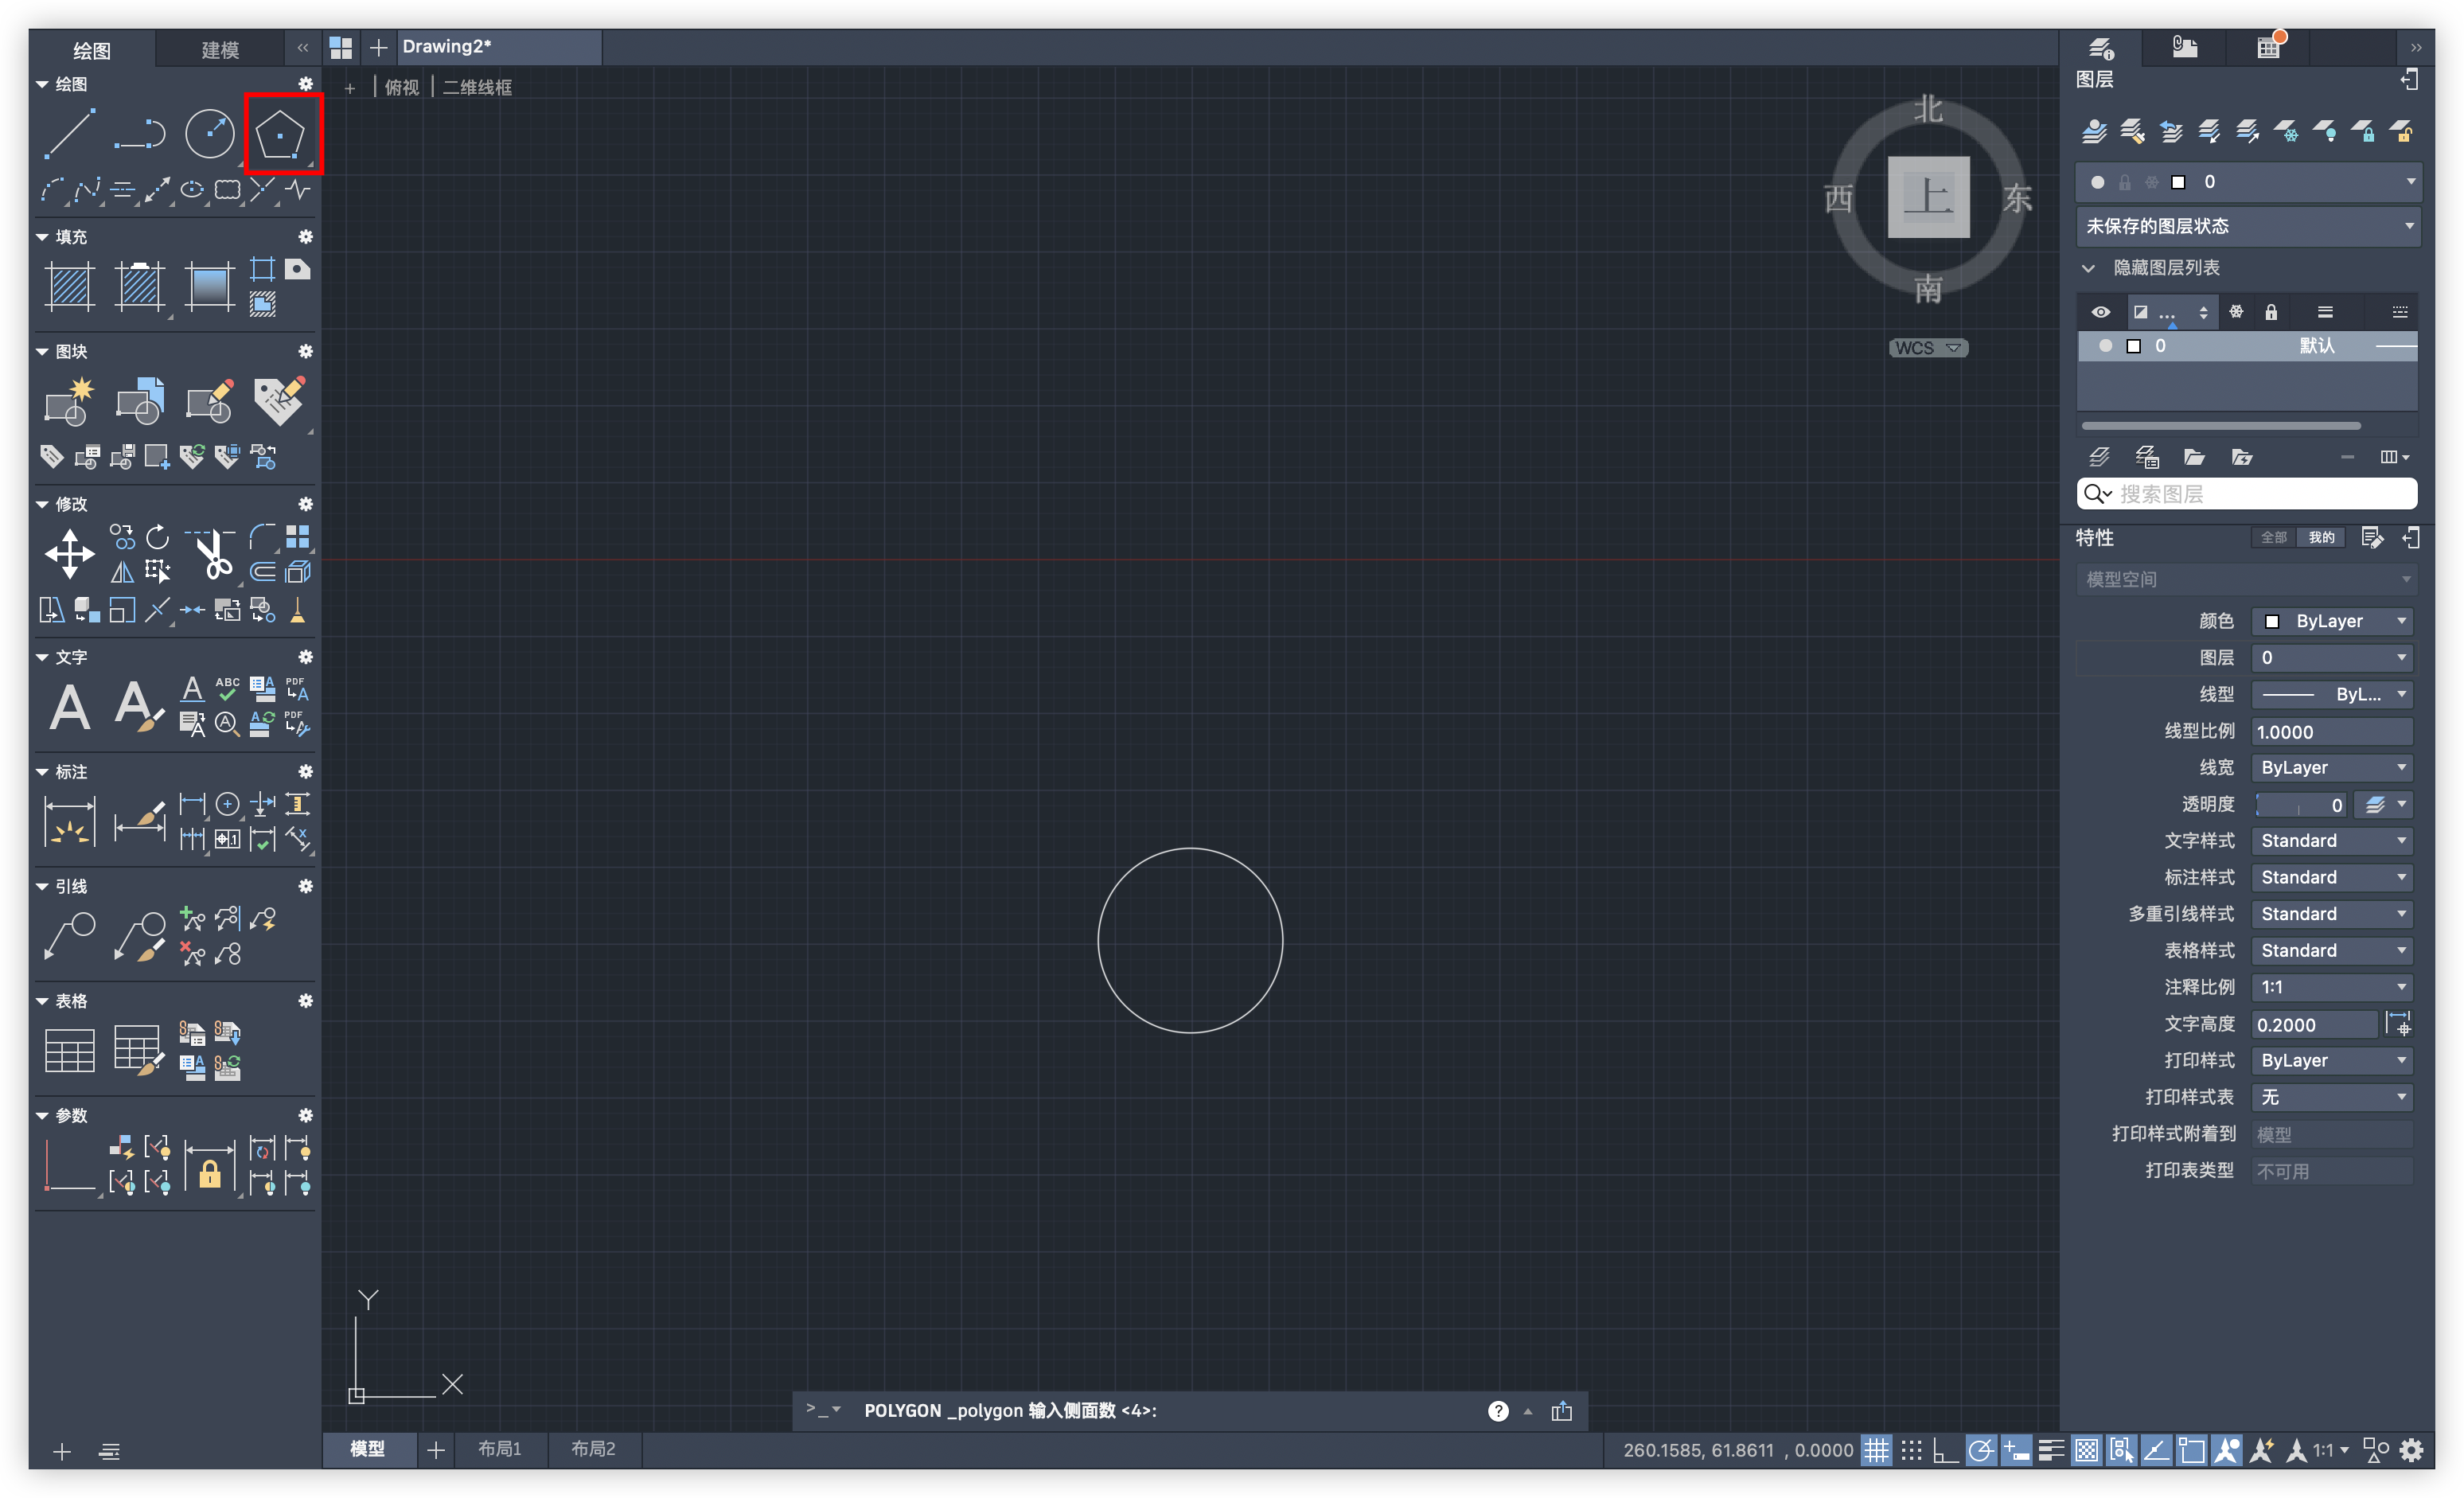 绘图 建模
Drawing2*
绘图
俯视 二维线框
北
西 上 东
南
WCS
填充
图块
修改
文字
A A A ABC A PDF A
A A A PDF A
标注
.1 x
引线
表格
A
参数
Y
X
>_ POLYGON _polygon 输入侧面数 <4>: ?
模型 布局1 布局2
260.1585, 61.8611 , 0.0000
1:1
图层
0
未保存的图层状态
隐藏图层列表
...
0 默认
搜索图层
特性 全部 我的
模型空间
颜色 ByLayer
图层 0
线型 ByL...
线型比例 1.0000
线宽 ByLayer
透明度 0
文字样式 Standard
标注样式 Standard
多重引线样式 Standard
表格样式 Standard
注释比例 1:1
文字高度 0.2000
打印样式 ByLayer
打印样式表 无
打印样式附着到 模型
打印表类型 不可用